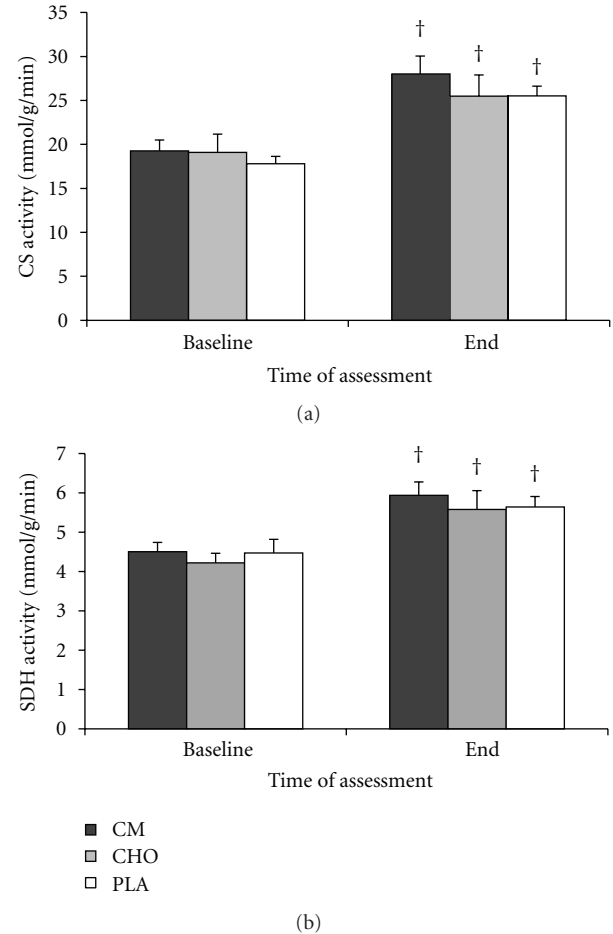 35
30
25
20
15
10
5
0
CS activity (mmol/g/min)
† † †
Baseline End
Time of assessment
(a)
7
6
5
4
3
2
1
0
SDH activity (mmol/g/min)
† † †
Baseline End
Time of assessment
CM
CHO
PLA
(b)